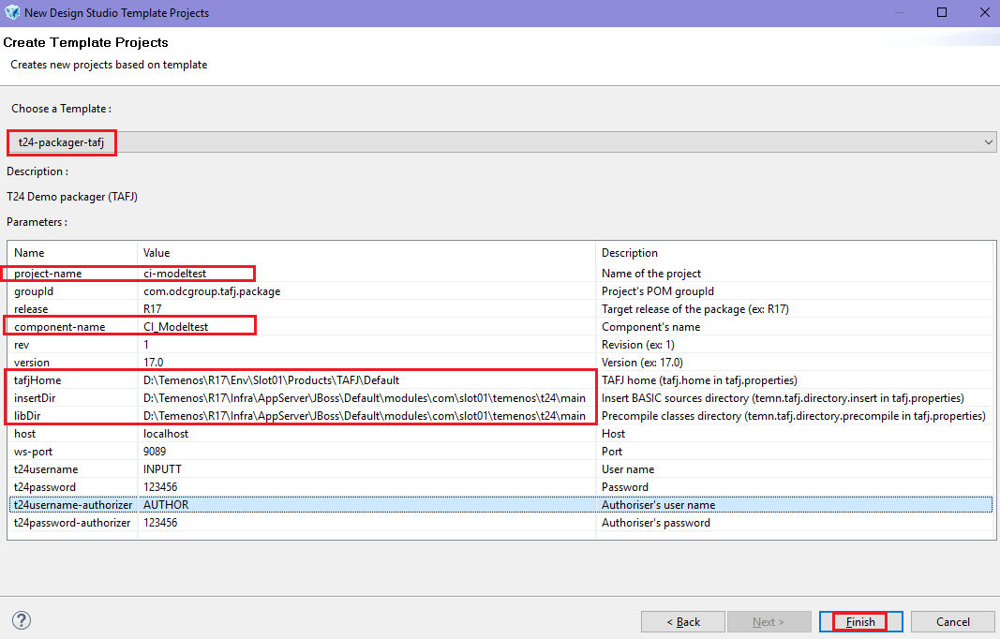 New Design Studio Template Projects
Create Template Projects
Creates new projects based on template
Choose a Template :
t24-packager-tafj
Description :
T24 Demo packager (TAFJ)
Parameters :
Name Value Description
project-name ci-modeltest Name of the project
groupId com.odcgroup.tafj.package Project's POM groupId
release R17 Target release of the package (ex: R17)
component-name CI_Modeltest Component's name
rev 1 Revision (ex: 1)
version 17.0 Version (ex: 17.0)
tafjHome D:\Temenos\R17\Env\Slot01\Products\TAFJ\Default TAFJ home (tafj.home in tafj.properties)
insertDir D:\Temenos\R17\Infra\AppServer\JBoss\Default\modules\com\slot01\temenos\t24\main Insert BASIC sources directory (temn.tafj.directory.insert in tafj.properties)
libDir D:\Temenos\R17\Infra\AppServer\JBoss\Default\modules\com\slot01\temenos\t24\main Precompile classes directory (temn.tafj.directory.precompile in tafj.properties)
host localhost Host
ws-port 9089 Port
t24username INPUTT User name
t24password 123456 Password
t24username-authorizer AUTHOR Authoriser's user name
t24password-authorizer 123456 Authoriser's password
? < Back Next > Finish Cancel